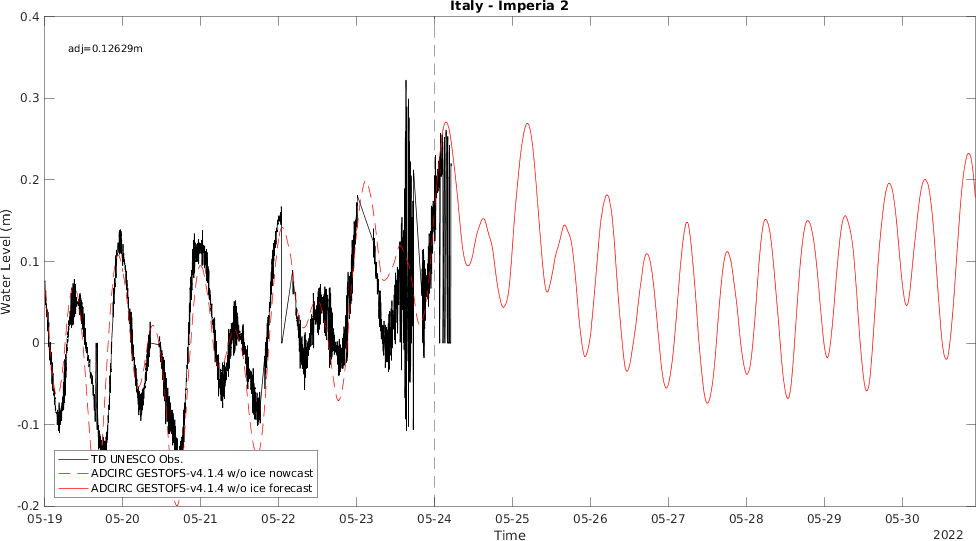 Italy - Imperia 2
adj=0.12629m
Water Level (m)
0.4
0.3
0.2
0.1
0
-0.1
-0.2
TD UNESCO Obs.
ADCIRC GESTOFS-v4.1.4 w/o ice nowcast
ADCIRC GESTOFS-v4.1.4 w/o ice forecast
05-19 05-20 05-21 05-22 05-23 05-24 05-25 05-26 05-27 05-28 05-29 05-30
Time
2022